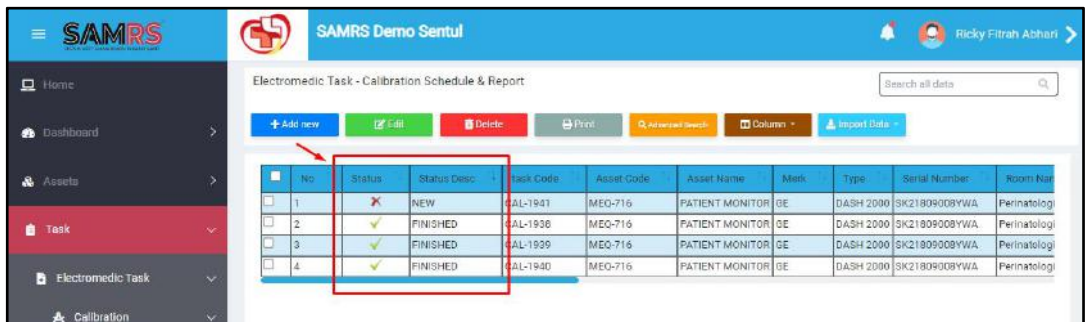 SAMRS
SAMRS Demo Sentul
Ricky Fitrah Abhari
Home
Dashboard
Assets
Task
Electromedic Task
Calibration
Electromedic Task - Calibration Schedule & Report
Search all data
Add new
Edit
Delete
Print
Advanced Search
Column
Import Data
No Status Status Desc Task Code Asset Code Asset Name Merk Type Serial Number Room Nar
1 NEW CAL-1941 MEQ-716 PATIENT MONITOR GE DASH 2000 SK21809008YWA Perinatologi
2 FINISHED CAL-1938 MEQ-716 PATIENT MONITOR GE DASH 2000 SK21809008YWA Perinatologi
3 FINISHED CAL-1939 MEQ-716 PATIENT MONITOR GE DASH 2000 SK21809008YWA Perinatologi
4 FINISHED CAL-1940 MEQ-716 PATIENT MONITOR GE DASH 2000 SK21809008YWA Perinatologi